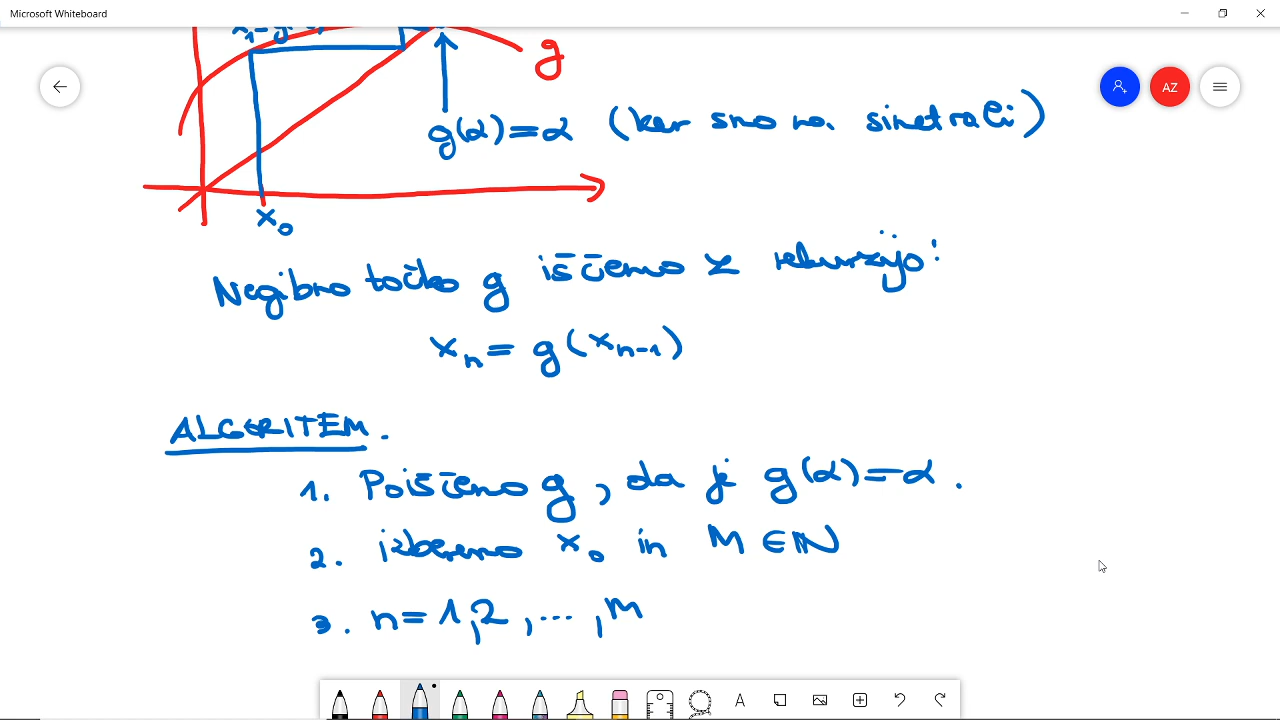 Microsoft Whiteboard
g
AZ
g(α)=α (ker smo na simetrali)
x₀
Negibno točko g iščemo z rekurzijo:
xₙ = g(xₙ₋₁)
ALGORITEM.
1. Poiščemo g, da je g(α)=α.
2. izberemo x₀ in M ∈ ℕ
3. n=1,2,...,M
A